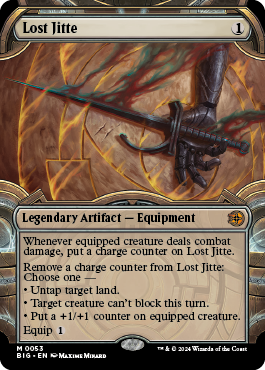 Lost Jitte 1
Legendary Artifact — Equipment
Whenever equipped creature deals combat
damage, put a charge counter on Lost Jitte.
Remove a charge counter from Lost Jitte:
Choose one —
• Untap target land.
• Target creature can't block this turn.
• Put a +1/+1 counter on equipped creature.
Equip 1
M 0053
BIG • EN Maxime Minard
™ & © 2024 Wizards of the Coast